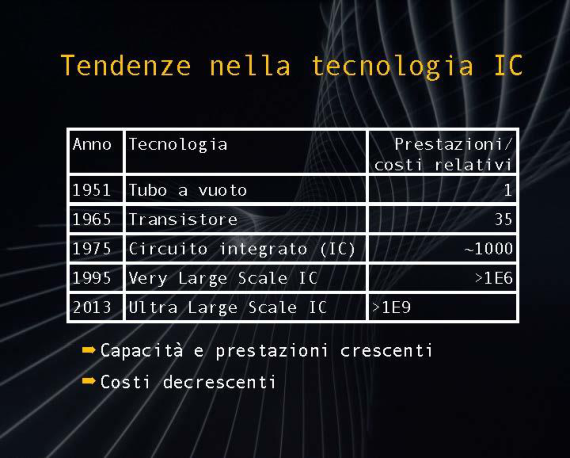 Tendenze nella tecnologia IC
Anno Tecnologia Prestazioni/
costi relativi
1951 Tubo a vuoto 1
1965 Transistore 35
1975 Circuito integrato (IC) ~1000
1995 Very Large Scale IC >1E6
2013 Ultra Large Scale IC >1E9
➨Capacità e prestazioni crescenti
➨Costi decrescenti